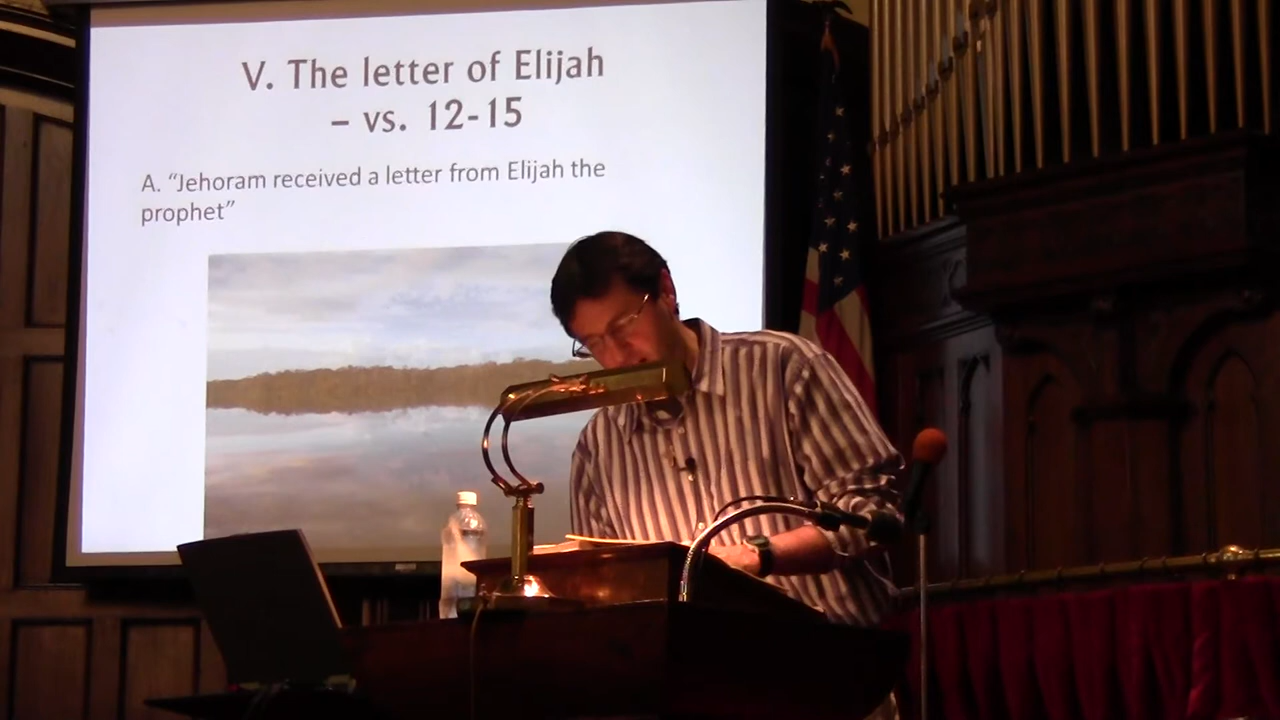 V. The letter of Elijah
– vs. 12-15
A. “Jehoram received a letter from Elijah the
prophet”